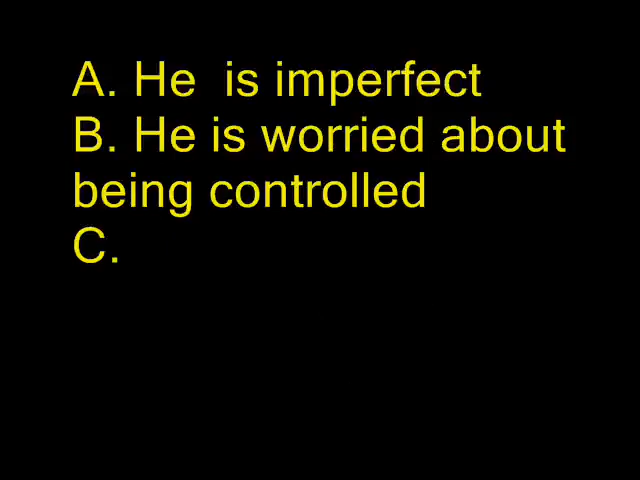 A. He  is imperfect
B. He is worried about
being controlled
C.